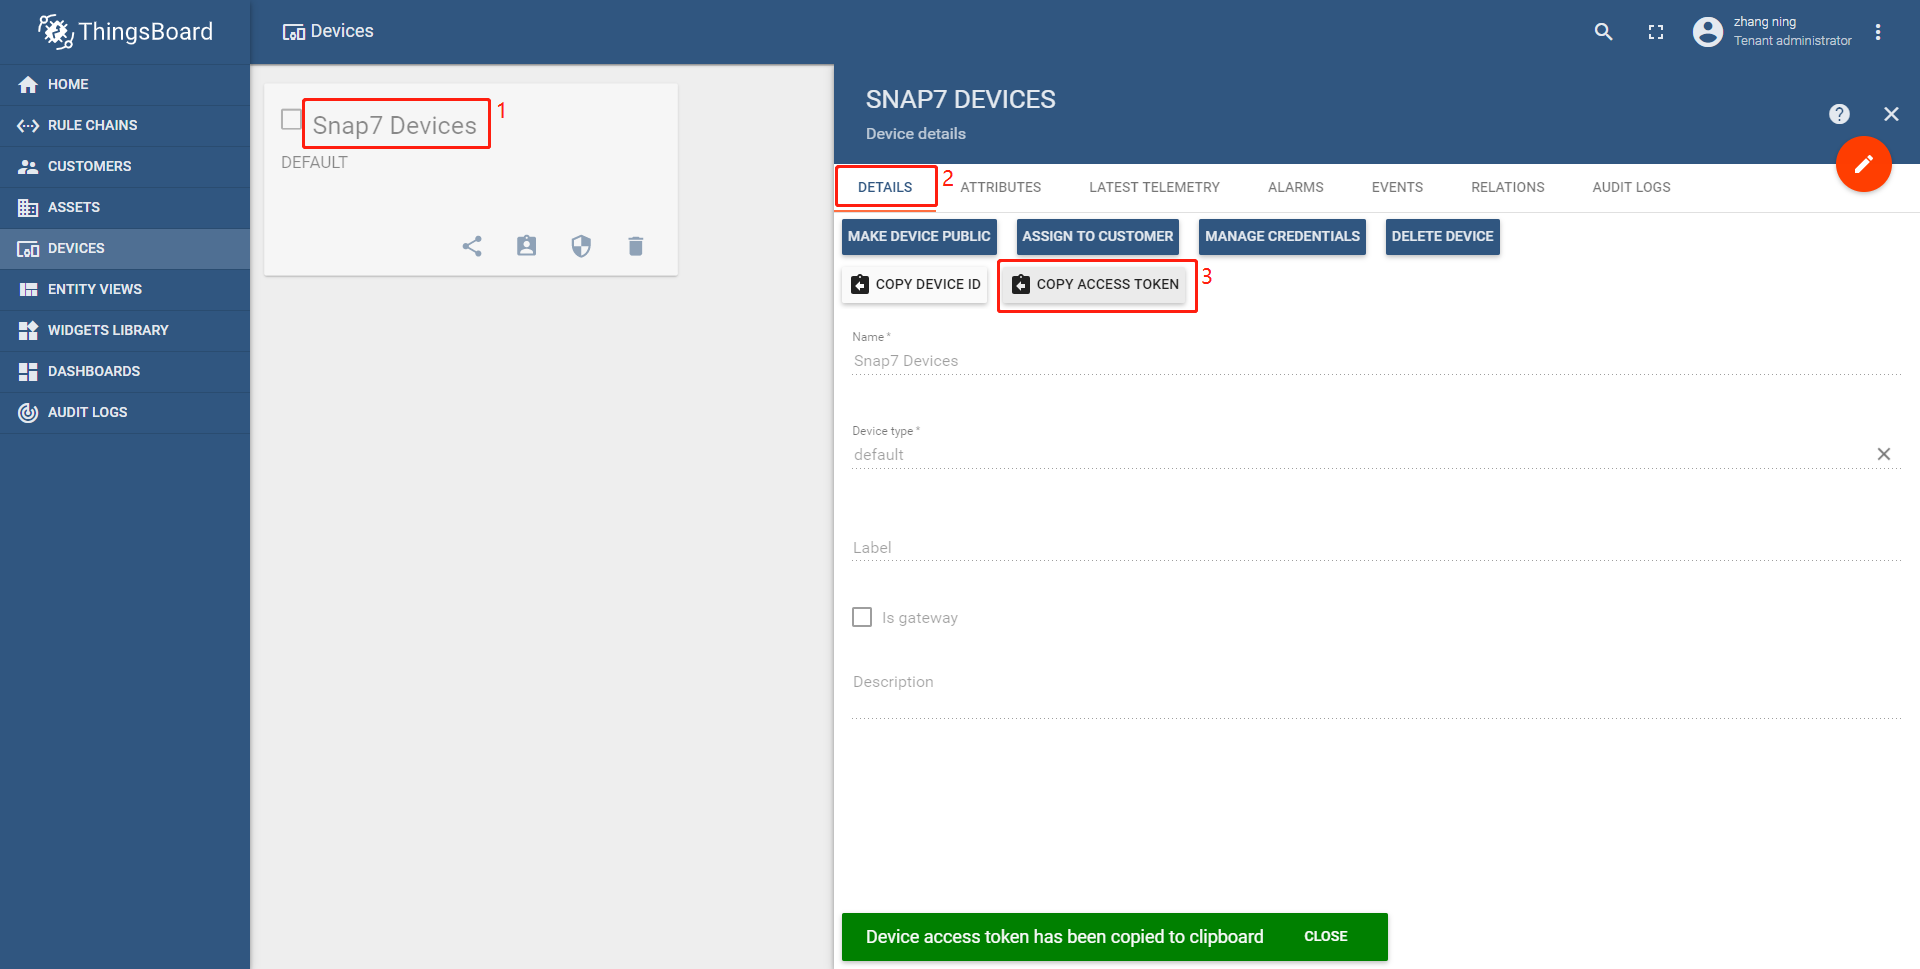 ThingsBoard
Devices
zhang ning
Tenant administrator
HOME
RULE CHAINS
CUSTOMERS
ASSETS
DEVICES
ENTITY VIEWS
WIDGETS LIBRARY
DASHBOARDS
AUDIT LOGS
Snap7 Devices
1
DEFAULT
SNAP7 DEVICES
Device details
?
DETAILS 2 ATTRIBUTES LATEST TELEMETRY ALARMS EVENTS RELATIONS AUDIT LOGS
MAKE DEVICE PUBLIC ASSIGN TO CUSTOMER MANAGE CREDENTIALS DELETE DEVICE
COPY DEVICE ID COPY ACCESS TOKEN 3
Name *
Snap7 Devices
Device type *
default
Label
Is gateway
Description
Device access token has been copied to clipboard CLOSE